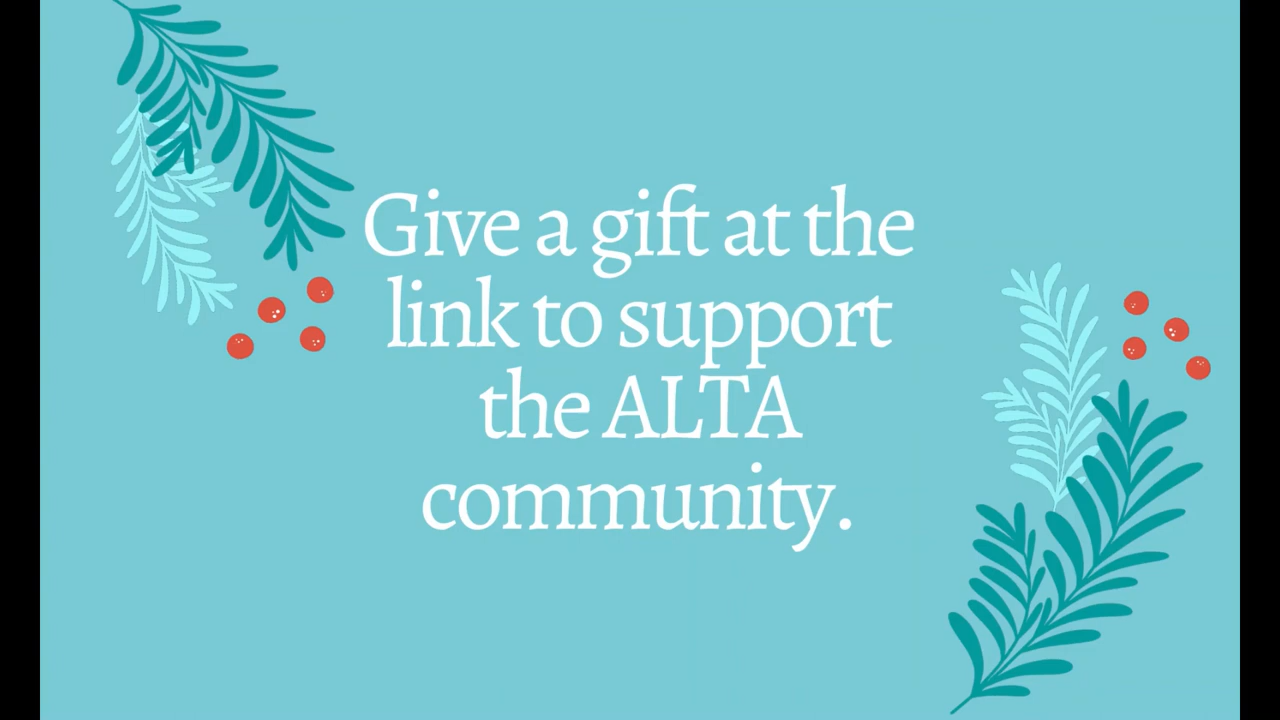 Give a gift at the
link to support
the ALTA
community.